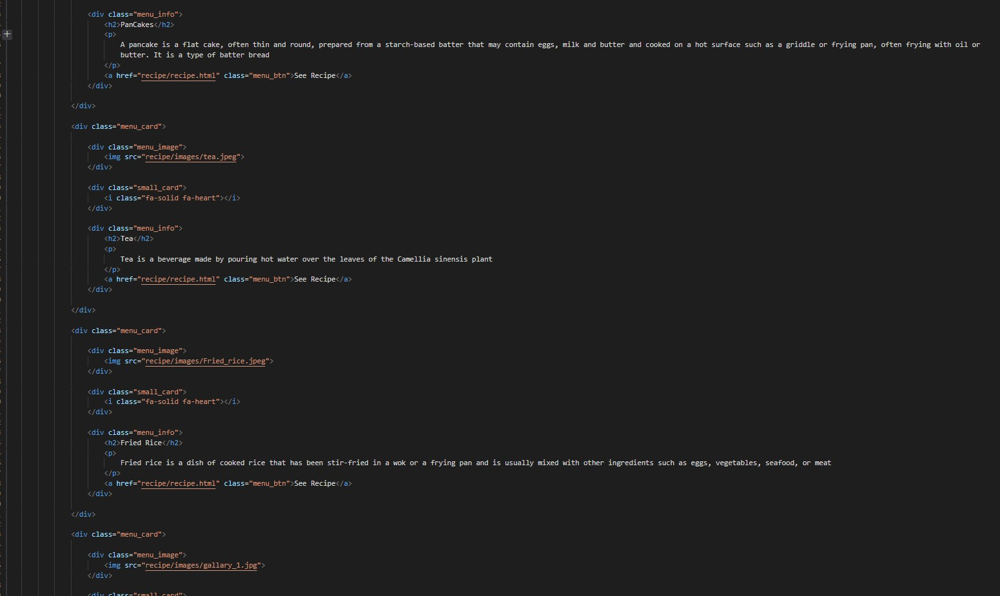 <div class="menu_info">
<h2>PanCakes</h2>
<p>
A pancake is a flat cake, often thin and round, prepared from a starch-based batter that may contain eggs, milk and butter and cooked on a hot surface such as a griddle or frying pan, often frying with oil or
butter. It is a type of batter bread
</p>
<a href="recipe/recipe.html" class="menu_btn">See Recipe</a>
</div>
</div>
<div class="menu_card">
<div class="menu_image">
<img src="recipe/images/tea.jpeg">
</div>
<div class="small_card">
<i class="fa-solid fa-heart"></i>
</div>
<div class="menu_info">
<h2>Tea</h2>
<p>
Tea is a beverage made by pouring hot water over the leaves of the Camellia sinensis plant
</p>
<a href="recipe/recipe.html" class="menu_btn">See Recipe</a>
</div>
</div>
<div class="menu_card">
<div class="menu_image">
<img src="recipe/images/Fried_rice.jpeg">
</div>
<div class="small_card">
<i class="fa-solid fa-heart"></i>
</div>
<div class="menu_info">
<h2>Fried Rice</h2>
<p>
Fried rice is a dish of cooked rice that has been stir-fried in a wok or a frying pan and is usually mixed with other ingredients such as eggs, vegetables, seafood, or meat
</p>
<a href="recipe/recipe.html" class="menu_btn">See Recipe</a>
</div>
</div>
<div class="menu_card">
<div class="menu_image">
<img src="recipe/images/gallary_1.jpg">
</div>
<div class="small_card">